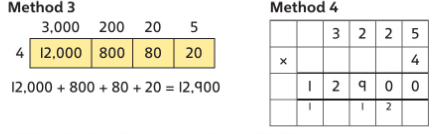 Method 3
3,000 200 20 5
4 12,000 800 80 20
12,000 + 800 + 80 + 20 = 12,900
Method 4
3 2 2 5
× 4
1 2 9 0 0
1 1 2